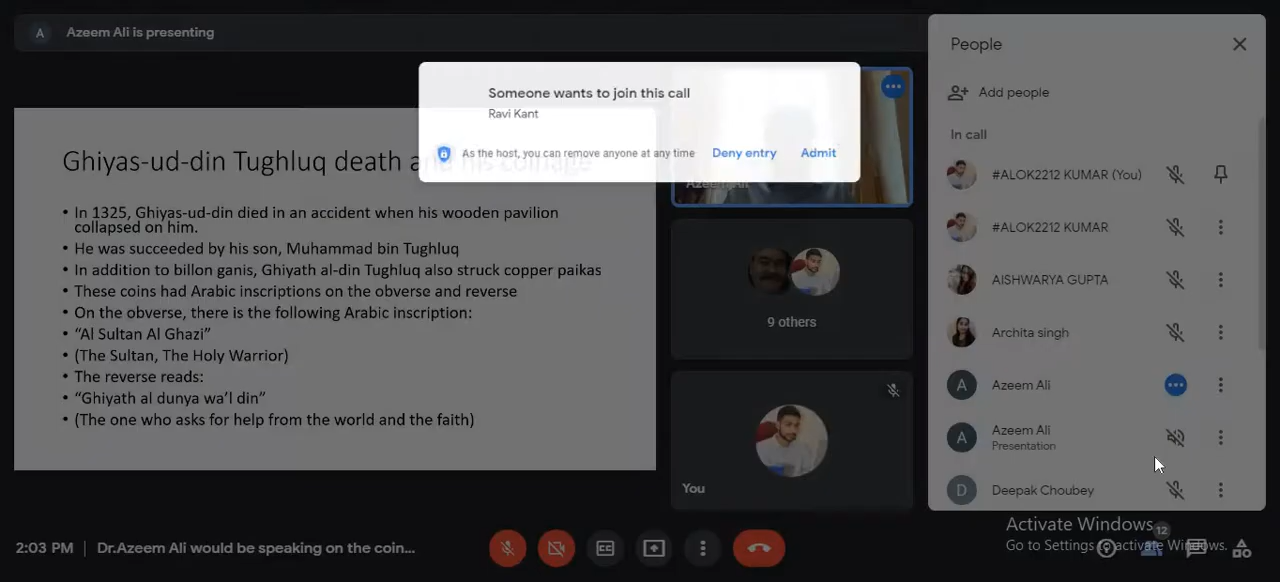 A Azeem Ali is presenting
Someone wants to join this call
Ravi Kant
As the host, you can remove anyone at any time Deny entry Admit
Ghiyas-ud-din Tughluq death and his coinage
• In 1325, Ghiyas-ud-din died in an accident when his wooden pavilion
collapsed on him.
• He was succeeded by his son, Muhammad bin Tughluq
• In addition to billon ganis, Ghiyath al-din Tughluq also struck copper paikas
• These coins had Arabic inscriptions on the obverse and reverse
• On the obverse, there is the following Arabic inscription:
• “Al Sultan Al Ghazi”
• (The Sultan, The Holy Warrior)
• The reverse reads:
• “Ghiyath al dunya wa’l din”
• (The one who asks for help from the world and the faith)
Azeem Ali
9 others
You
People
Add people
In call
#ALOK2212 KUMAR (You)
#ALOK2212 KUMAR
AISHWARYA GUPTA
Archita singh
A Azeem Ali
A Azeem Ali
Presentation
D Deepak Choubey
Activate Windows
Go to Settings to activate Windows.
12
2:03 PM | Dr.Azeem Ali would be speaking on the coin...
CC